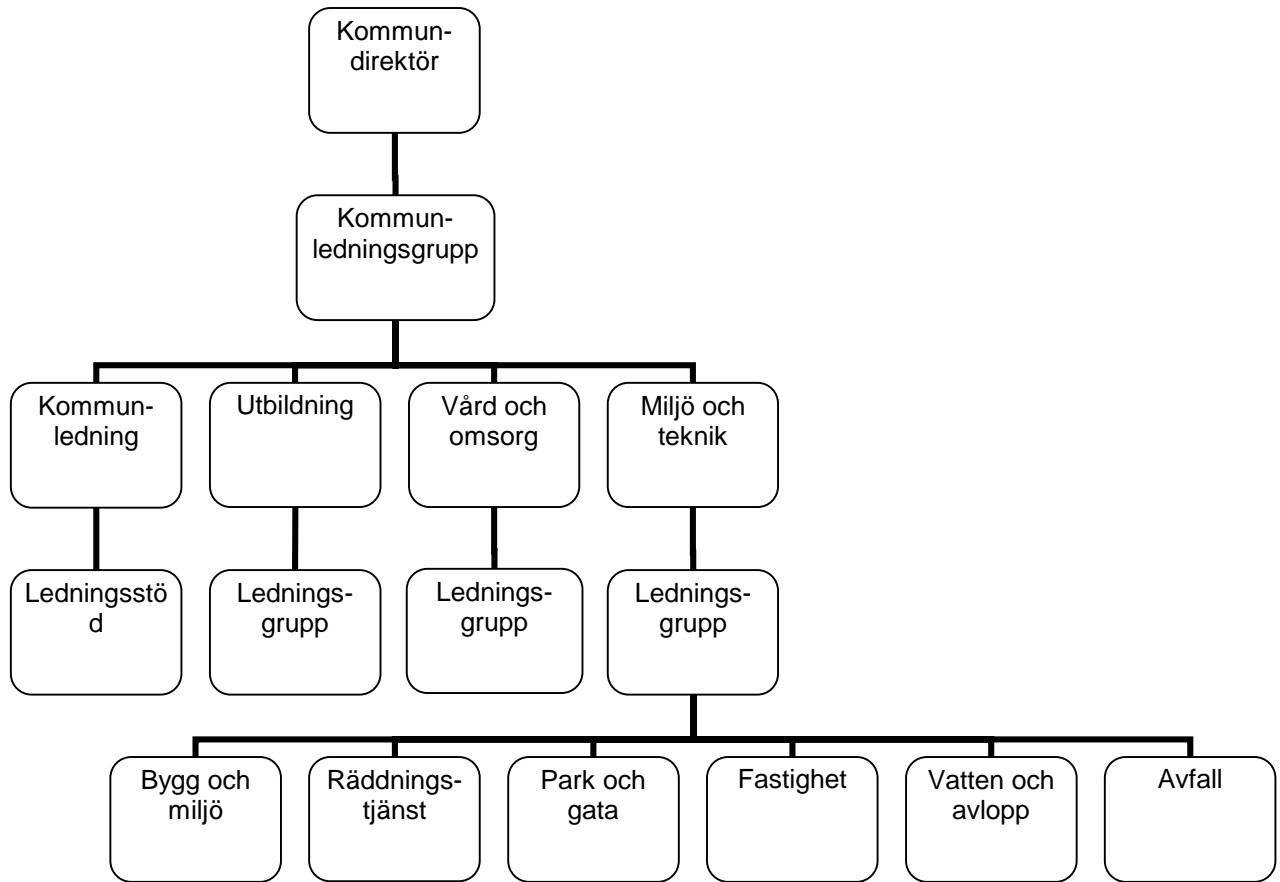 Kommun-
direktör
Kommun-
ledningsgrupp
Kommun-
ledning
Utbildning
Vård och
omsorg
Miljö och
teknik
Ledningsstö
d
Lednings-
grupp
Lednings-
grupp
Lednings-
grupp
Bygg och
miljö
Räddnings-
tjänst
Park och
gata
Fastighet
Vatten och
avlopp
Avfall